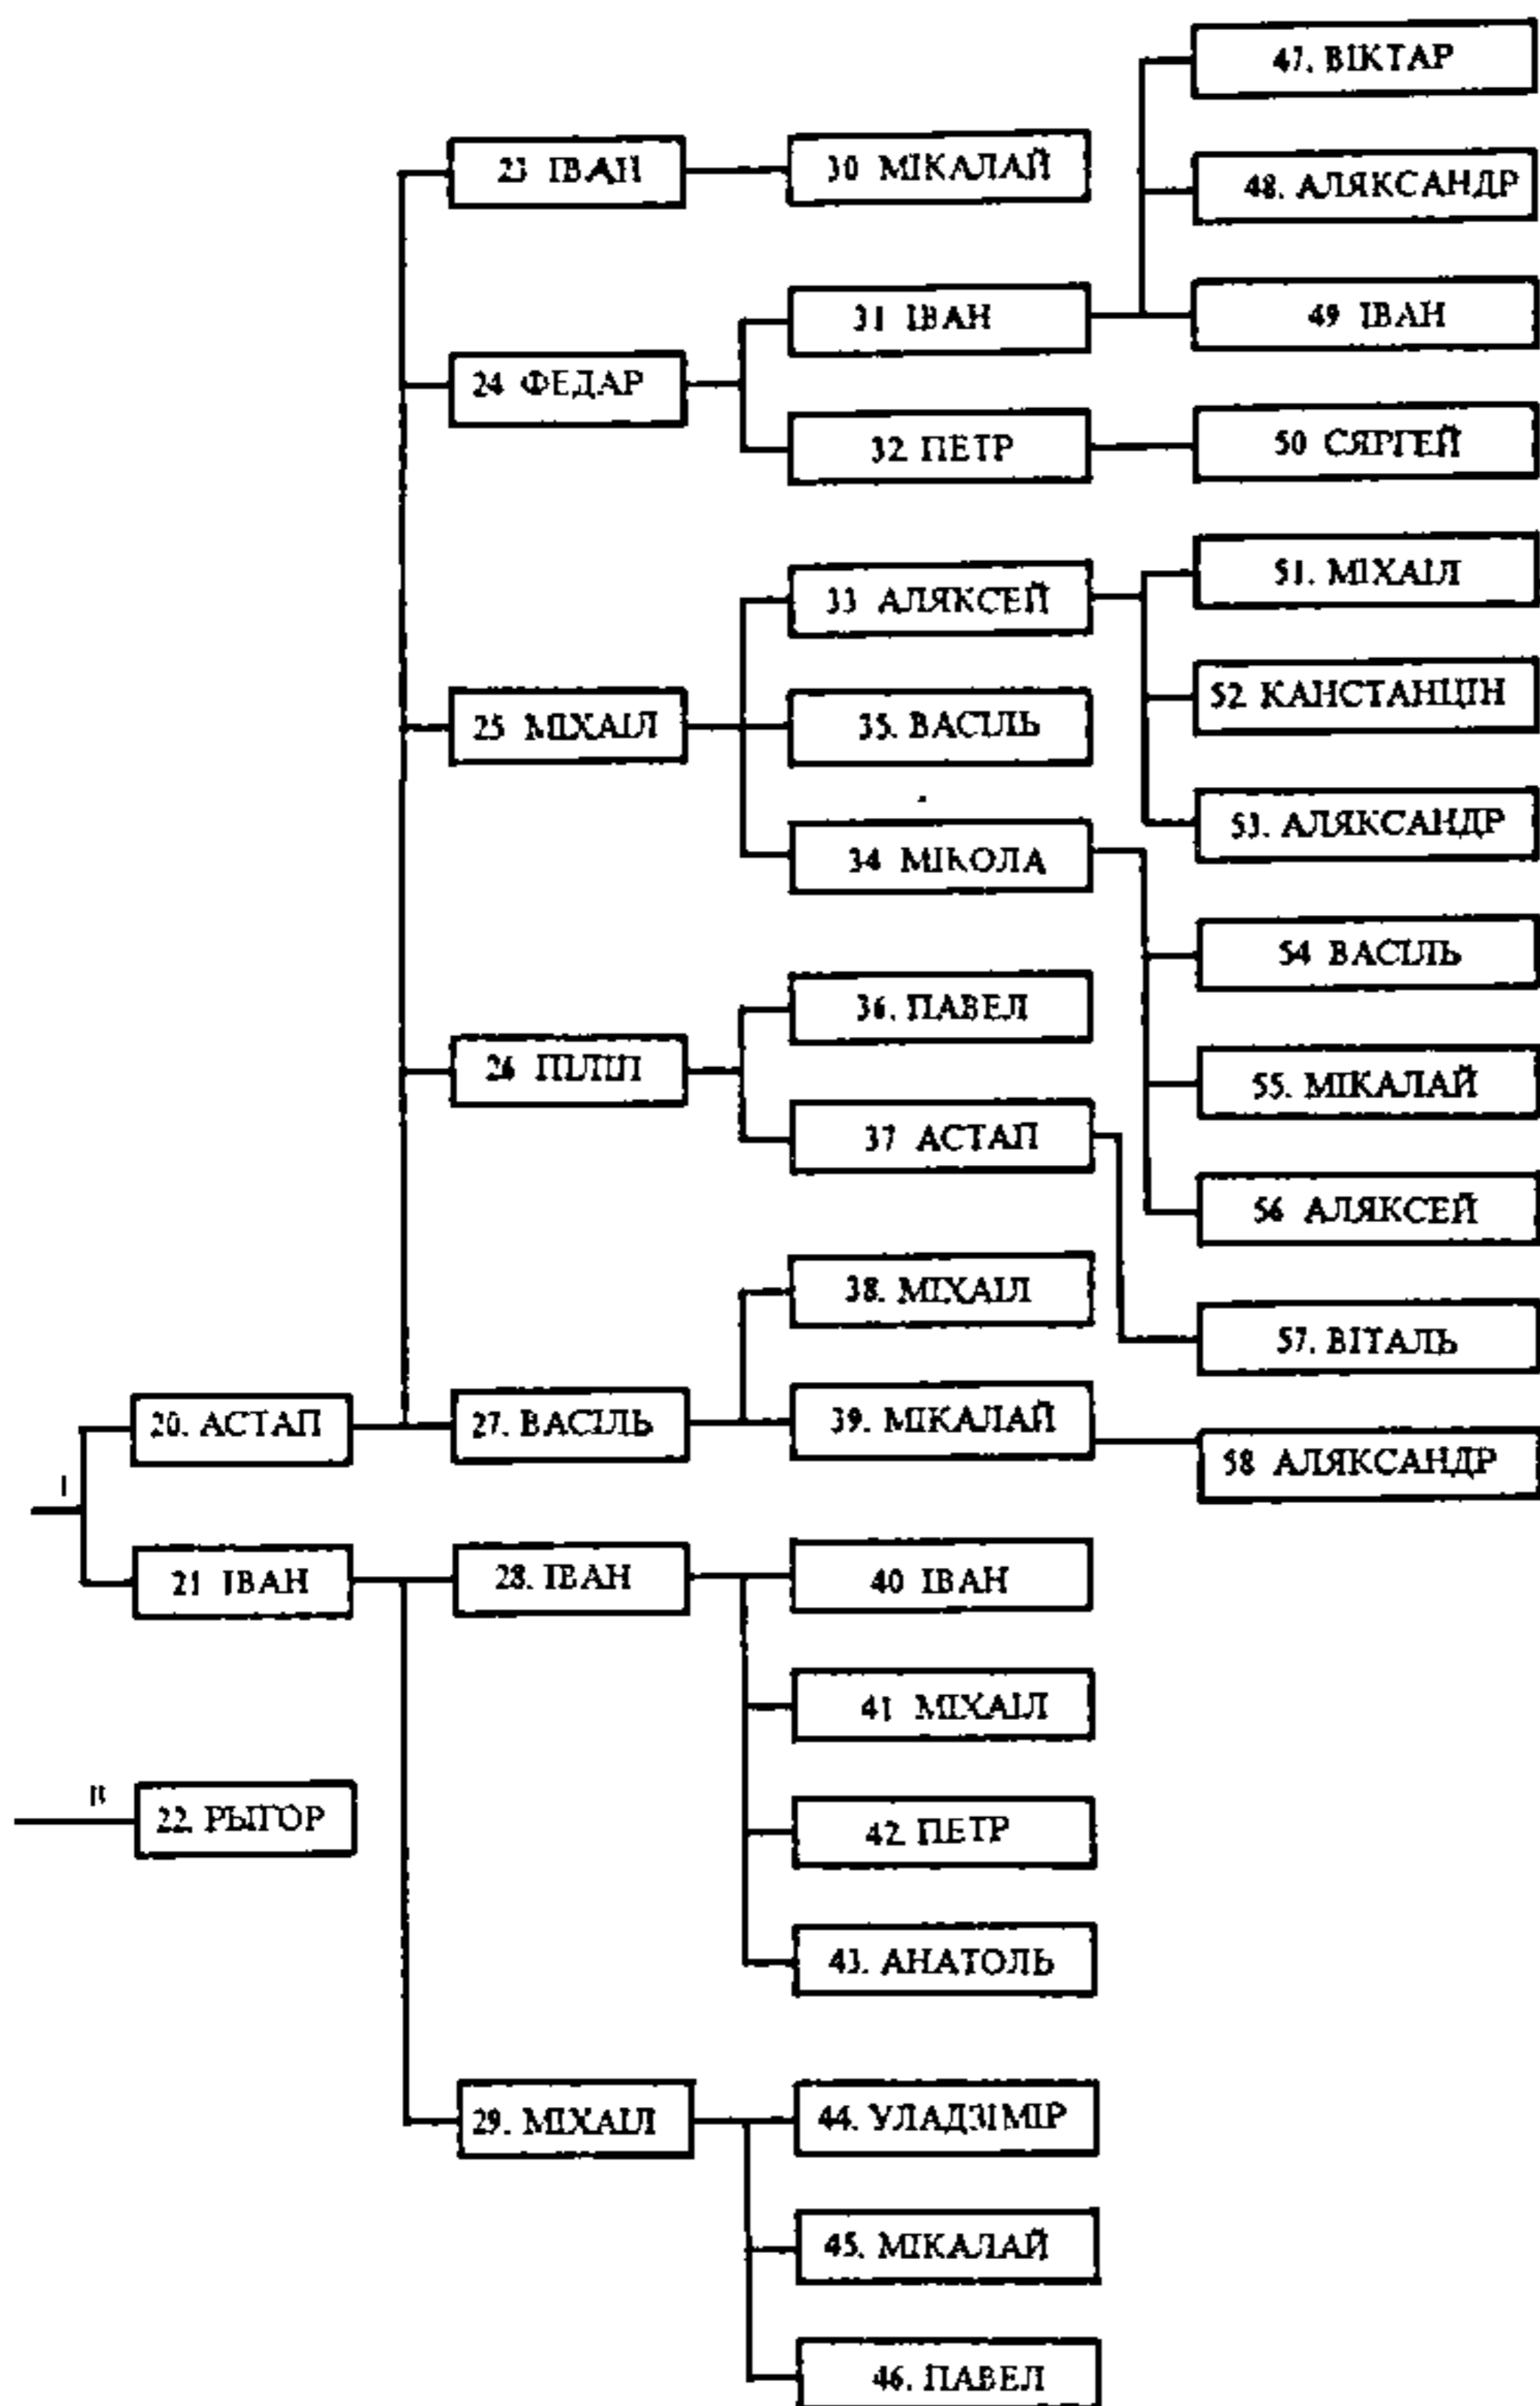 47. ВІКТАР
23 ІВАН
30 МІКАЛАЙ
48. АЛЯКСАНДР
31 ІВАН
49 ІВАН
24 ФЕДАР
32. ПЕТР
50 СЯРГЕЙ
33 АЛЯКСЕЙ
51. МІХАІЛ
52. КАНСТАНЦІН
25 МІХАІЛ
35. ВАСІЛЬ
53. АЛЯКСАНДР
34 МІКОЛА
54 ВАСІЛЬ
36. ПАВЕЛ
26 ПІЛІП
55. МІКАЛАЙ
37 АСТАП
56 АЛЯКСЕЙ
38. МІХАІЛ
57. ВІТАЛЬ
20. АСТАП
27. ВАСІЛЬ
39. МІКАЛАЙ
58 АЛЯКСАНДР
I
21 ІВАН
28. ІВАН
40 ІВАН
41 МІХАІЛ
II
22. РЫГОР
42. ПЕТР
43. АНАТОЛЬ
29. МІХАІЛ
44. УЛАДЗІМІР
45. МІКАЛАЙ
46. ПАВЕЛ